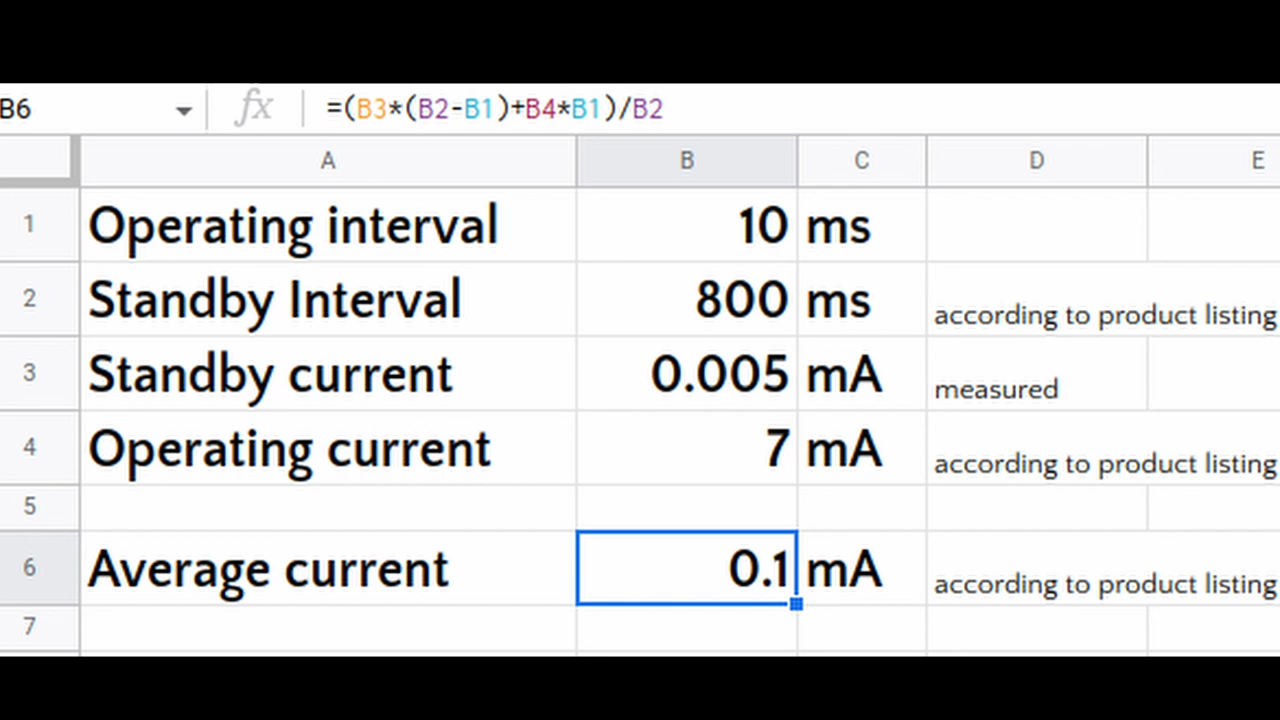 B6 fx =(B3*(B2-B1)+B4*B1)/B2
A B C D E
1 Operating interval 10 ms
2 Standby Interval 800 ms according to product listing
3 Standby current 0.005 mA measured
4 Operating current 7 mA according to product listing
5
6 Average current 0.1 mA according to product listing
7